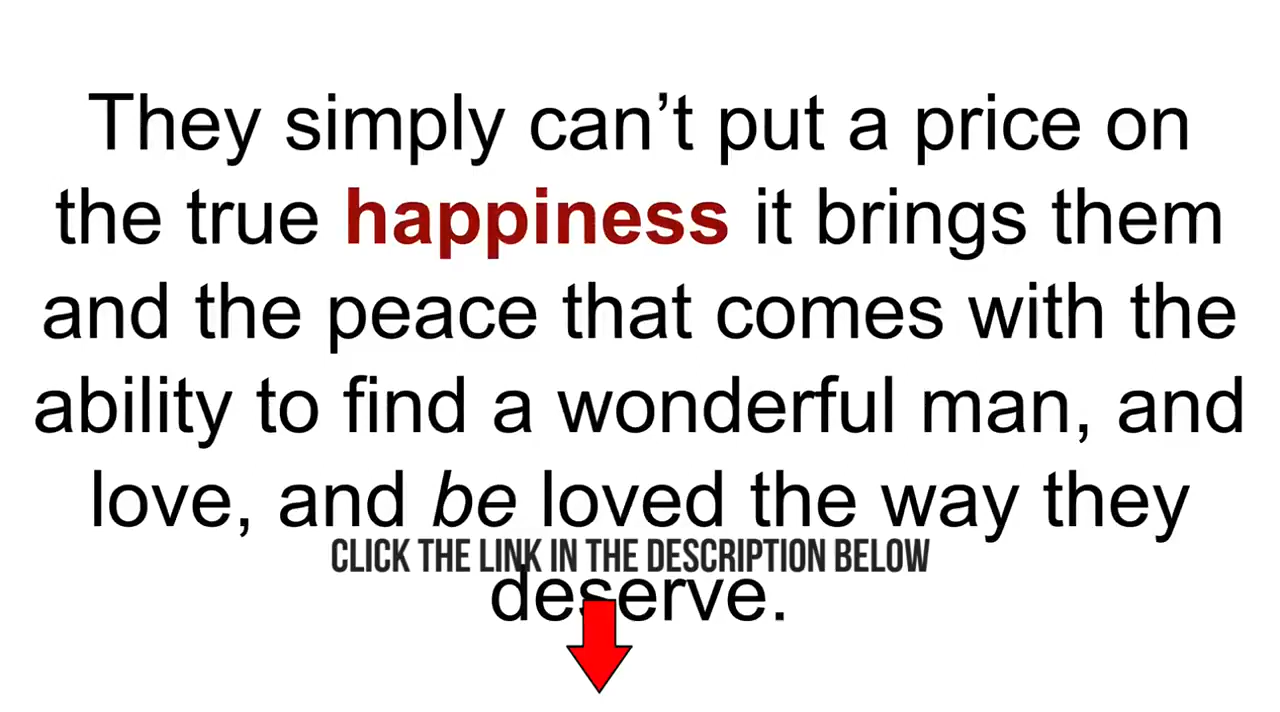 They simply can’t put a price on
the true happiness it brings them
and the peace that comes with the
ability to find a wonderful man, and
love, and be loved the way they
CLICK THE LINK IN THE DESCRIPTION BELOW
deserve.